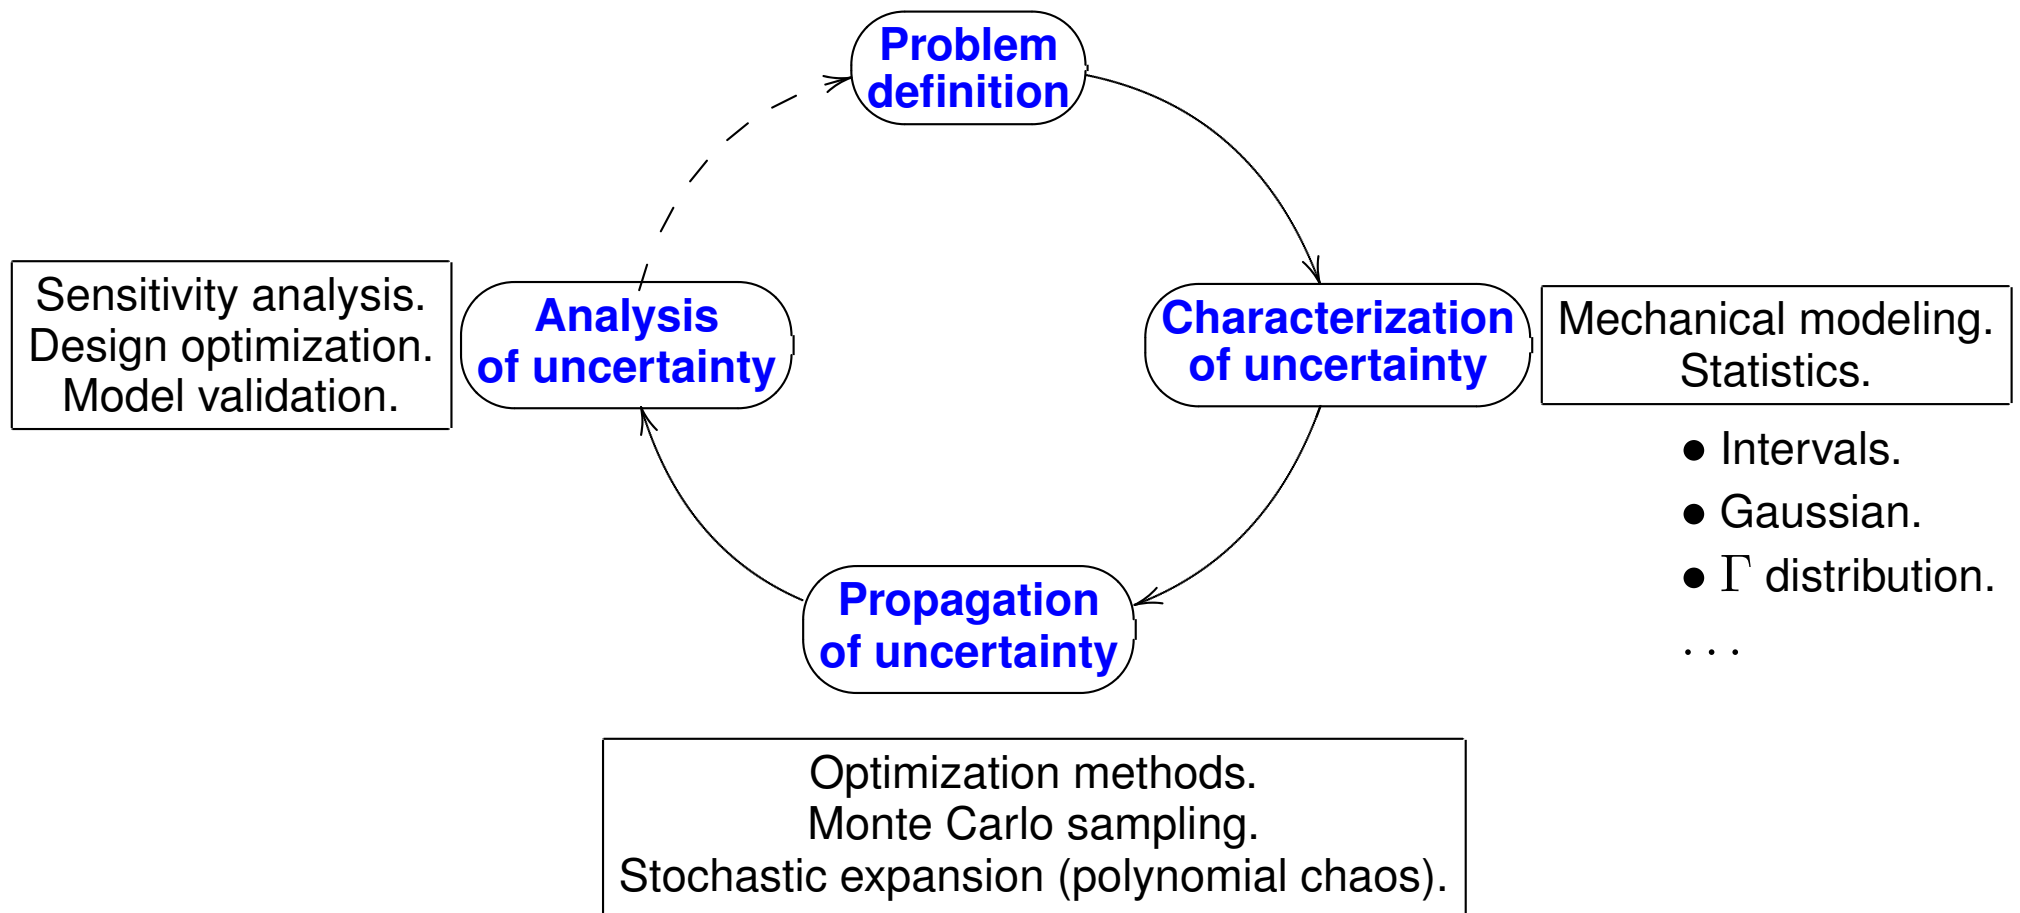 Problem
definition
Sensitivity analysis.
Design optimization.
Model validation.
Analysis
of uncertainty
Characterization
of uncertainty
Mechanical modeling.
Statistics.
• Intervals.
• Gaussian.
• Γ distribution.
. . .
Propagation
of uncertainty
Optimization methods.
Monte Carlo sampling.
Stochastic expansion (polynomial chaos).